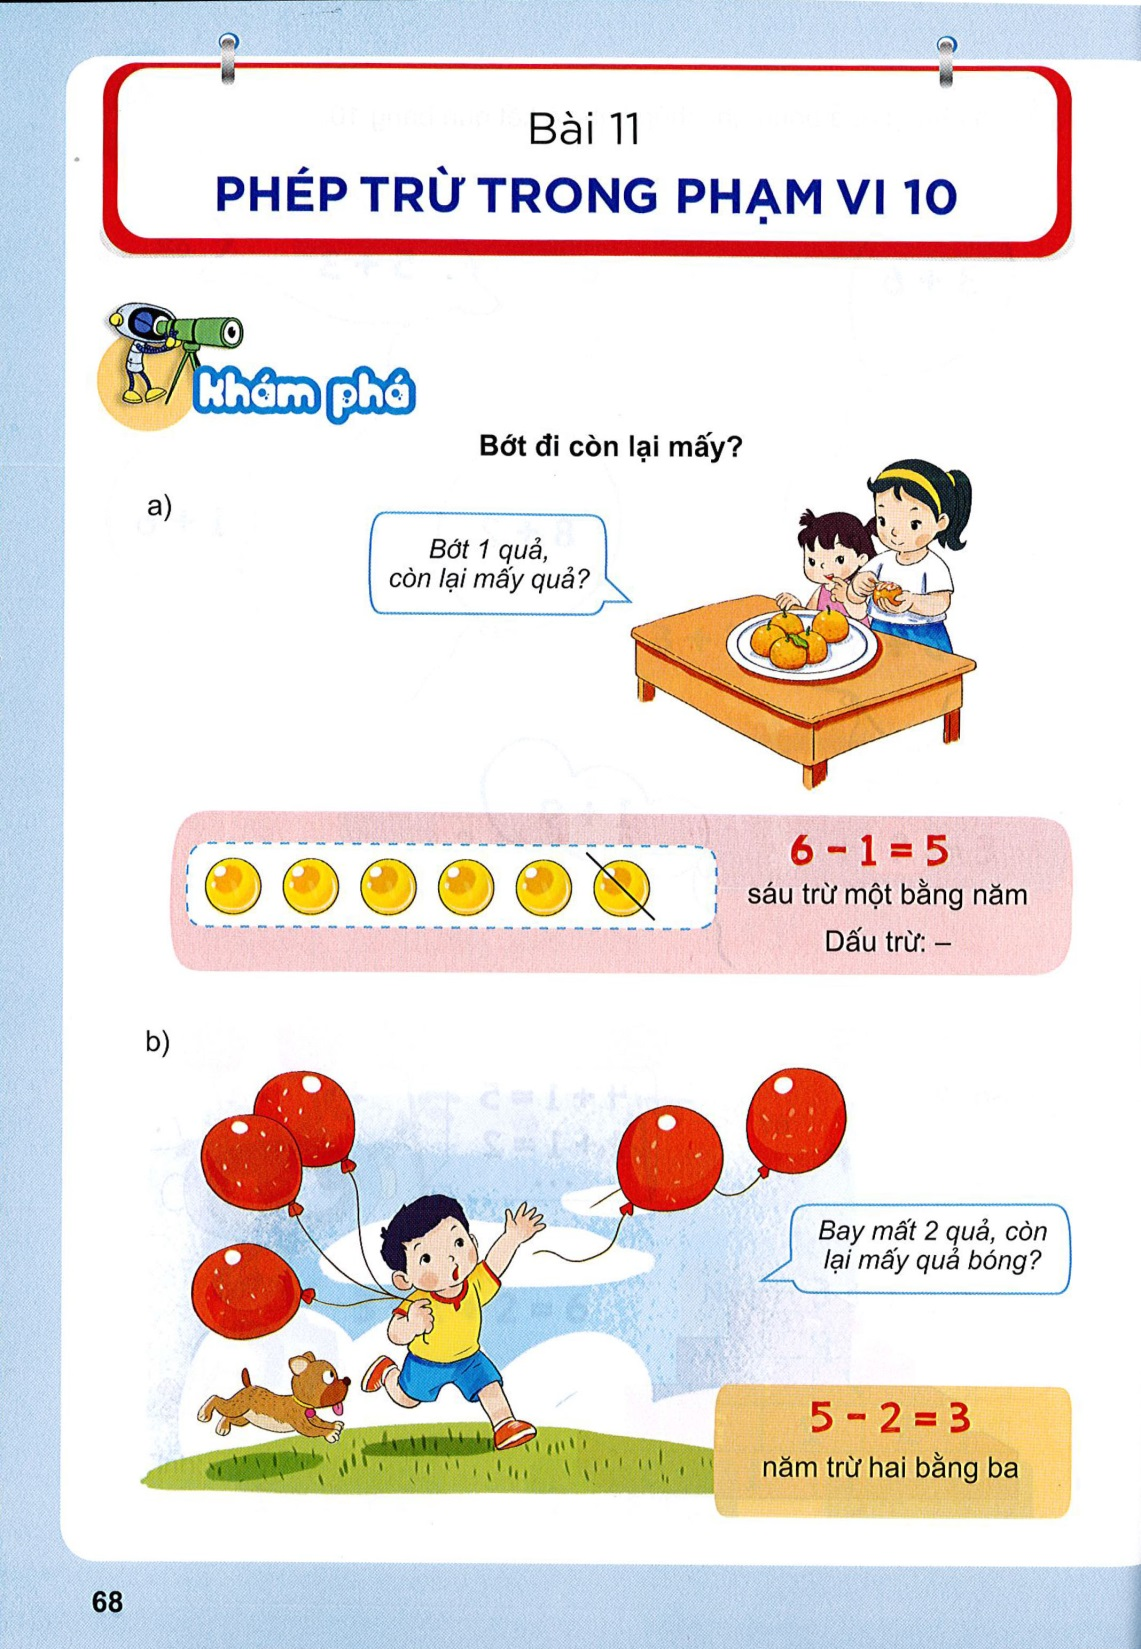 Bài 11
PHÉP TRỪ TRONG PHẠM VI 10
Khám phá
Bớt đi còn lại mấy?
a)
Bớt 1 quả,
còn lại mấy quả?
6 – 1 = 5
sáu trừ một bằng năm
Dấu trừ: –
b)
Bay mất 2 quả, còn
lại mấy quả bóng?
5 – 2 = 3
năm trừ hai bằng ba
68